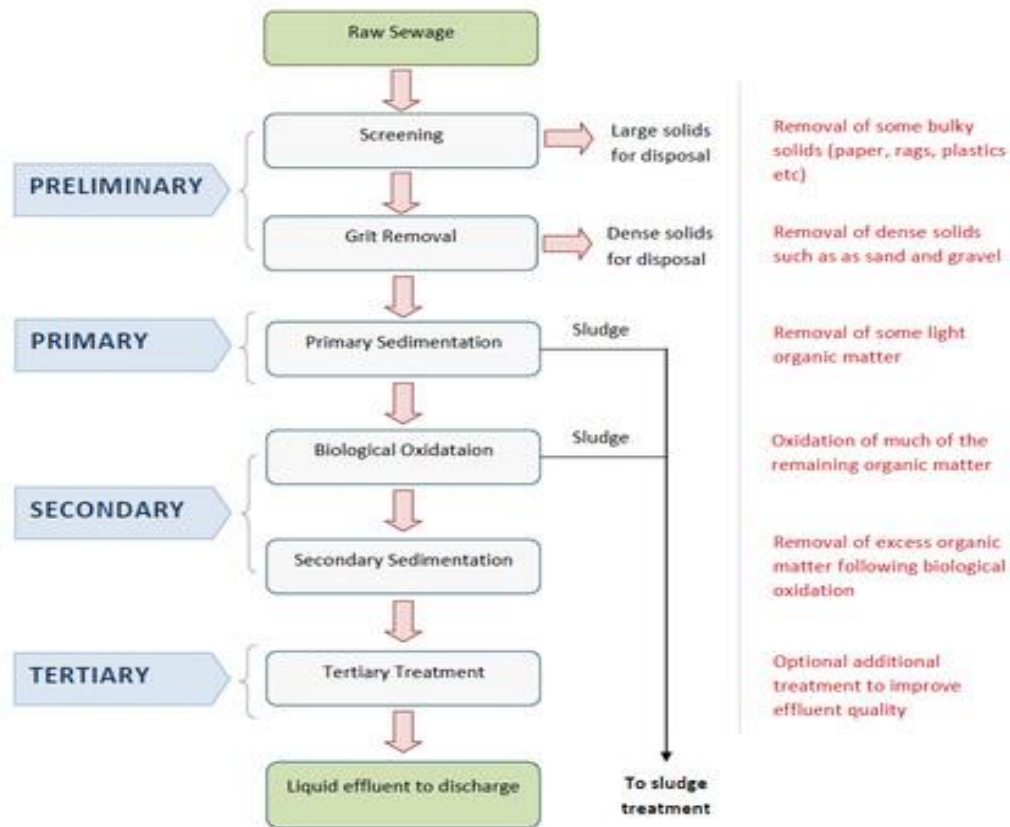 Raw Sewage
Screening
Large solids
for disposal
Removal of some bulky
solids (paper, rags, plastics
etc)
PRELIMINARY
Grit Removal
Dense solids
for disposal
Removal of dense solids
such as as sand and gravel
PRIMARY
Primary Sedimentation
Sludge
Removal of some light
organic matter
Biological Oxidataion
Sludge
Oxidation of much of the
remaining organic matter
SECONDARY
Secondary Sedimentation
Removal of excess organic
matter following biological
oxidation
TERTIARY
Tertiary Treatment
Optional additional
treatment to improve
effluent quality
Liquid effluent to discharge
To sludge
treatment